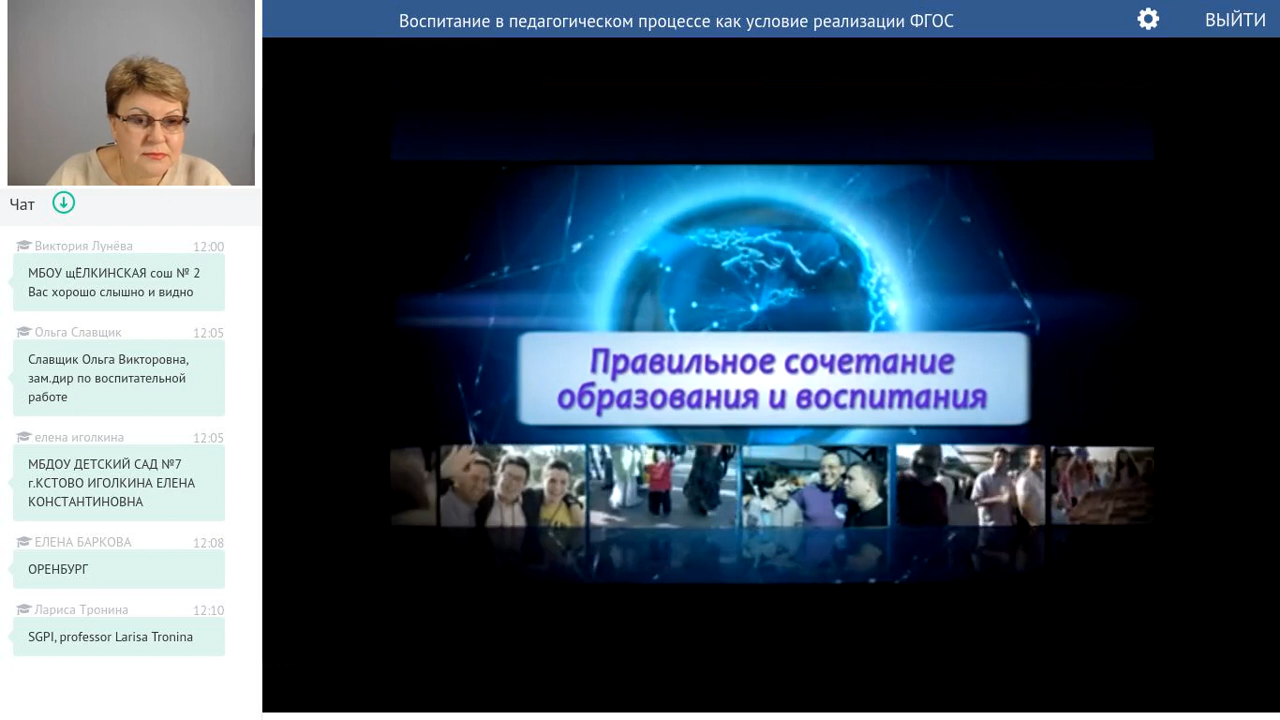 Воспитание в педагогическом процессе как условие реализации ФГОС
ВЫЙТИ
Чат
Виктория Лунёва 12:00
МБОУ щЁЛКИНСКАЯ сош № 2
Вас хорошо слышно и видно
Ольга Славщик 12:05
Славщик Ольга Викторовна,
зам.дир по воспитательной
работе
елена иголкина 12:05
МБДОУ ДЕТСКИЙ САД №7
г.КСТОВО ИГОЛКИНА ЕЛЕНА
КОНСТАНТИНОВНА
ЕЛЕНА БАРКОВА 12:08
ОРЕНБУРГ
Лариса Тронина 12:10
SGPI, professor Larisa Tronina
Правильное сочетание
образования и воспитания